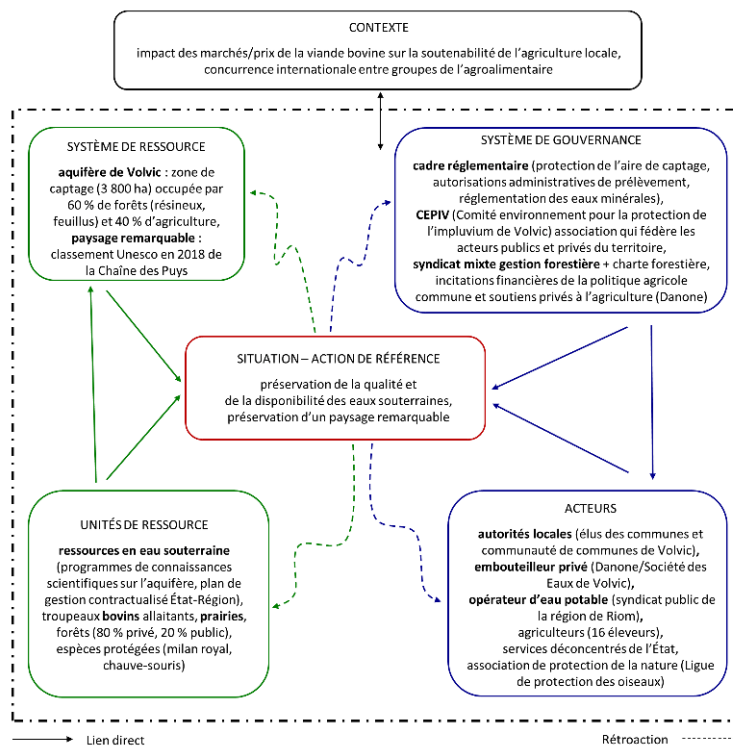 CONTEXTE
impact des marchés/prix de la viande bovine sur la soutenabilité de l'agriculture locale,
concurrence internationale entre groupes de l'agroalimentaire
SYSTÈME DE RESSOURCE
aquifère de Volvic : zone de
captage (3 800 ha) occupée par
60 % de forêts (résineux,
feuillus) et 40 % d'agriculture,
paysage remarquable :
classement Unesco en 2018 de
la Chaîne des Puys
SYSTÈME DE GOUVERNANCE
cadre réglementaire (protection de l'aire de captage,
autorisations administratives de prélèvement,
réglementation des eaux minérales),
CEPIV (Comité environnement pour la protection de
l'impluvium de Volvic) association qui fédère les
acteurs publics et privés du territoire,
syndicat mixte gestion forestière + charte forestière,
incitations financières de la politique agricole
commune et soutiens privés à l'agriculture (Danone)
SITUATION – ACTION DE RÉFÉRENCE
préservation de la qualité et
de la disponibilité des eaux souterraines,
préservation d'un paysage remarquable
UNITÉS DE RESSOURCE
ressources en eau souterraine
(programmes de connaissances
scientifiques sur l'aquifère, plan de
gestion contractualisé État-Région),
troupeaux bovins allaitants, prairies,
forêts (80 % privé, 20 % public),
espèces protégées (milan royal,
chauve-souris)
ACTEURS
autorités locales (élus des communes et
communauté de communes de Volvic),
embouteilleur privé (Danone/Société des
Eaux de Volvic),
opérateur d'eau potable (syndicat public de
la région de Riom),
agriculteurs (16 éleveurs),
services déconcentrés de l'État,
association de protection de la nature (Ligue
de protection des oiseaux)
Lien direct
Rétroaction